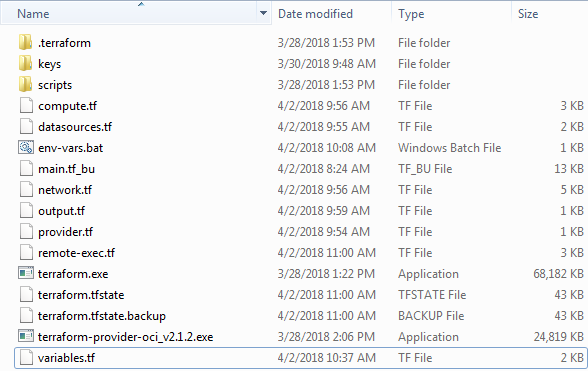 Name Date modified Type Size
.terraform 3/28/2018 1:53 PM File folder
keys 3/30/2018 9:48 AM File folder
scripts 3/28/2018 1:53 PM File folder
compute.tf 4/2/2018 9:56 AM TF File 3 KB
datasources.tf 4/2/2018 9:55 AM TF File 2 KB
env-vars.bat 4/2/2018 10:08 AM Windows Batch File 1 KB
main.tf_bu 4/2/2018 8:24 AM TF_BU File 13 KB
network.tf 4/2/2018 9:56 AM TF File 5 KB
output.tf 4/2/2018 9:59 AM TF File 1 KB
provider.tf 4/2/2018 9:54 AM TF File 1 KB
remote-exec.tf 4/2/2018 11:00 AM TF File 3 KB
terraform.exe 3/28/2018 1:22 PM Application 68,182 KB
terraform.tfstate 4/2/2018 11:00 AM TFSTATE File 43 KB
terraform.tfstate.backup 4/2/2018 11:00 AM BACKUP File 43 KB
terraform-provider-oci_v2.1.2.exe 3/28/2018 2:06 PM Application 24,819 KB
variables.tf 4/2/2018 10:37 AM TF File 2 KB